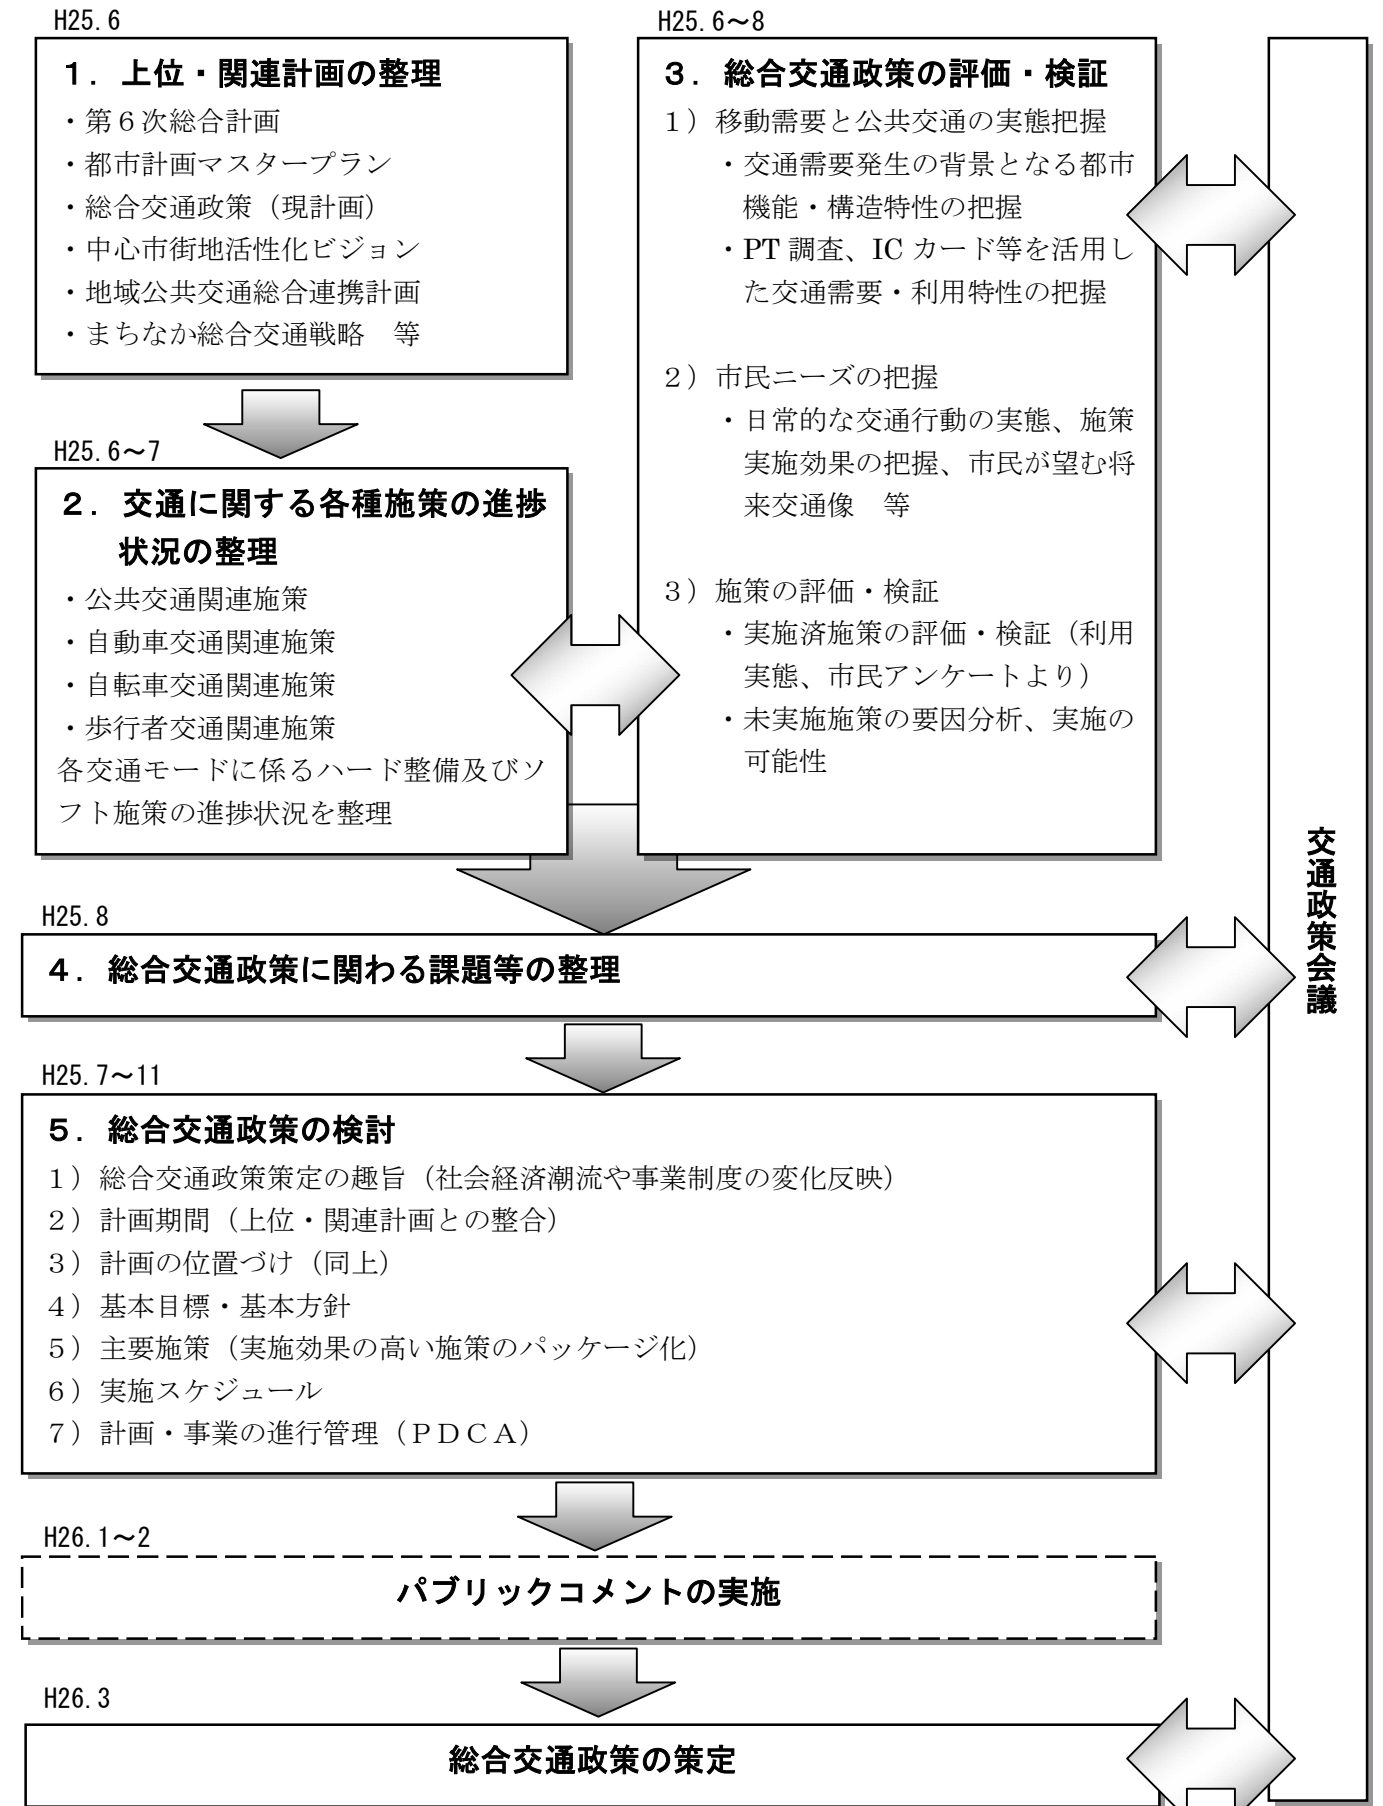 H25.6
１．上位・関連計画の整理
・第６次総合計画
・都市計画マスタープラン
・総合交通政策（現計画）
・中心市街地活性化ビジョン
・地域公共交通総合連携計画
・まちなか総合交通戦略　等
H25.6～7
２．交通に関する各種施策の進捗
状況の整理
・公共交通関連施策
・自動車交通関連施策
・自転車交通関連施策
・歩行者交通関連施策
各交通モードに係るハード整備及びソ
フト施策の進捗状況を整理
H25.6～8
３．総合交通政策の評価・検証
１）移動需要と公共交通の実態把握
・交通需要発生の背景となる都市
機能・構造特性の把握
・PT 調査、IC カード等を活用し
た交通需要・利用特性の把握
２）市民ニーズの把握
・日常的な交通行動の実態、施策
実施効果の把握、市民が望む将
来交通像　等
３）施策の評価・検証
・実施済施策の評価・検証（利用
実態、市民アンケートより）
・未実施施策の要因分析、実施の
可能性
交通政策会議
H25.8
４．総合交通政策に関わる課題等の整理
H25.7～11
５．総合交通政策の検討
１）総合交通政策策定の趣旨（社会経済潮流や事業制度の変化反映）
２）計画期間（上位・関連計画との整合）
３）計画の位置づけ（同上）
４）基本目標・基本方針
５）主要施策（実施効果の高い施策のパッケージ化）
６）実施スケジュール
７）計画・事業の進行管理（ＰＤＣＡ）
H26.1～2
パブリックコメントの実施
H26.3
総合交通政策の策定